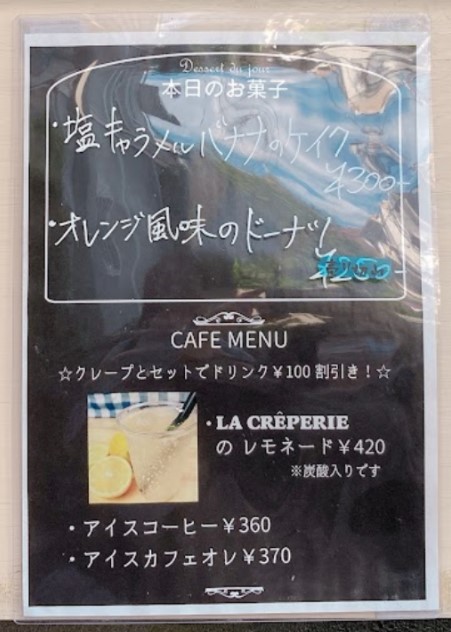 Dessert du jour
本日のお菓子
・塩キャラメルバナナのケイク
¥300-
・オレンジ風味のドーナツ
¥250-
CAFE MENU
☆クレープとセットでドリンク¥100 割引き！☆
・LA CRÊPERIE
の レモネード¥420
※炭酸入りです
・アイスコーヒー¥360
・アイスカフェオレ¥370